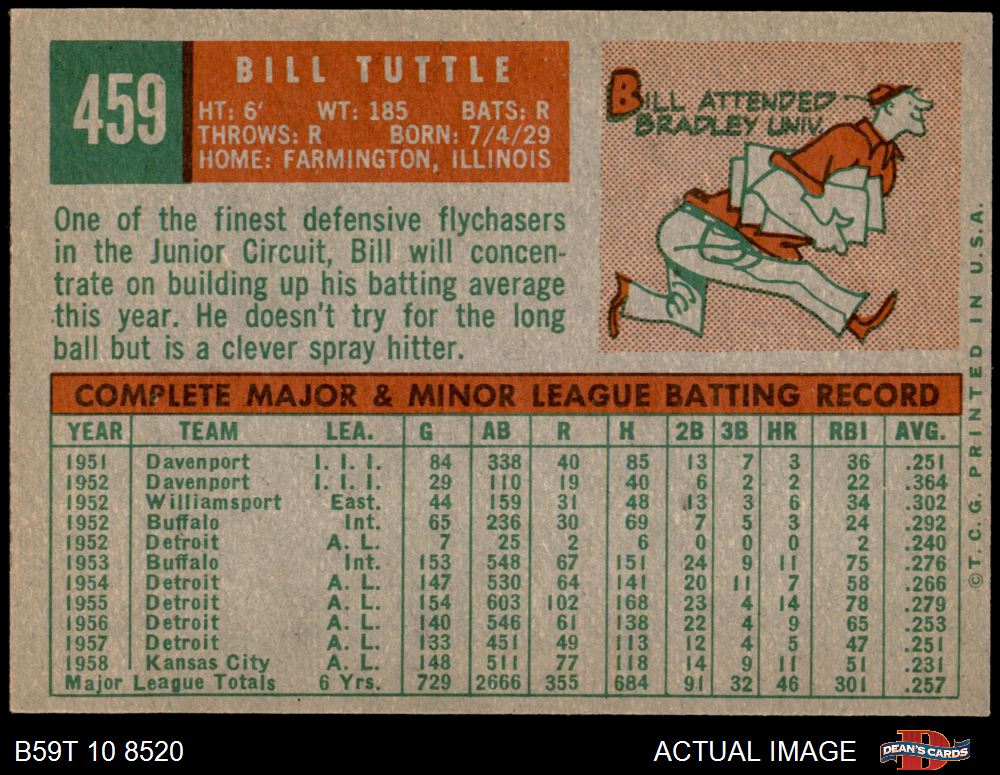 459
BILL TUTTLE
HT: 6' WT: 185 BATS: R
THROWS: R BORN: 7/4/29
HOME: FARMINGTON, ILLINOIS
BILL ATTENDED
BRADLEY UNIV.
One of the finest defensive flychasers
in the Junior Circuit, Bill will concen-
trate on building up his batting average
this year. He doesn't try for the long
ball but is a clever spray hitter.
COMPLETE MAJOR & MINOR LEAGUE BATTING RECORD
YEAR TEAM LEA. G AB R H 2B 3B HR RBI AVG.
1951 Davenport I. I. I. 84 338 40 85 13 7 3 36 .251
1952 Davenport I. I. I. 29 110 19 40 6 2 2 22 .364
1952 Williamsport East. 44 159 31 48 13 3 6 34 .302
1952 Buffalo Int. 65 236 30 69 7 5 3 24 .292
1952 Detroit A. L. 7 25 2 6 0 0 0 2 .240
1953 Buffalo Int. 153 548 67 151 24 9 11 75 .276
1954 Detroit A. L. 147 530 64 141 20 11 7 58 .266
1955 Detroit A. L. 154 603 102 168 23 4 14 78 .279
1956 Detroit A. L. 140 546 61 138 22 4 9 65 .253
1957 Detroit A. L. 133 451 49 113 12 4 5 47 .251
1958 Kansas City A. L. 148 511 77 118 14 9 11 51 .231
Major League Totals 6 Yrs. 729 2666 355 684 91 32 46 301 .257
© T. C. G. PRINTED IN U.S.A.
B59T 10 8520
ACTUAL IMAGE
D
DEAN'S CARDS